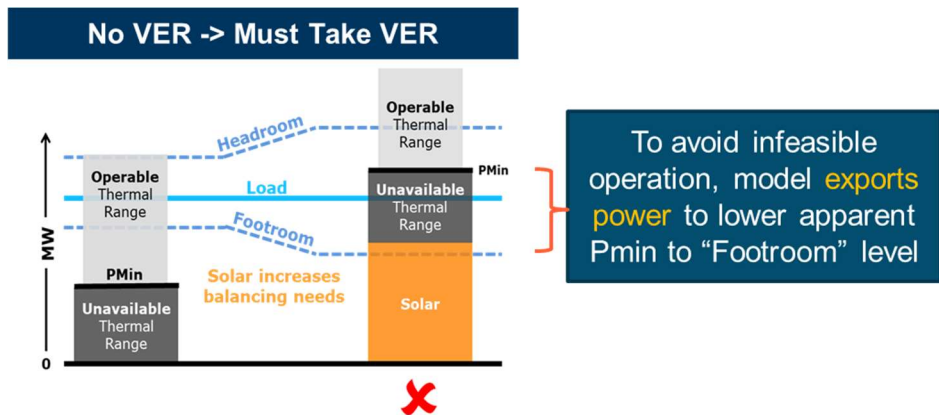 No VER -> Must Take VER
MW
0
Operable
Thermal
Range
PMin
Unavailable
Thermal
Range
Headroom
Load
Footroom
Solar increases
balancing needs
Operable
Thermal
Range
PMin
Unavailable
Thermal
Range
Solar
To avoid infeasible
operation, model exports
power to lower apparent
Pmin to “Footroom” level